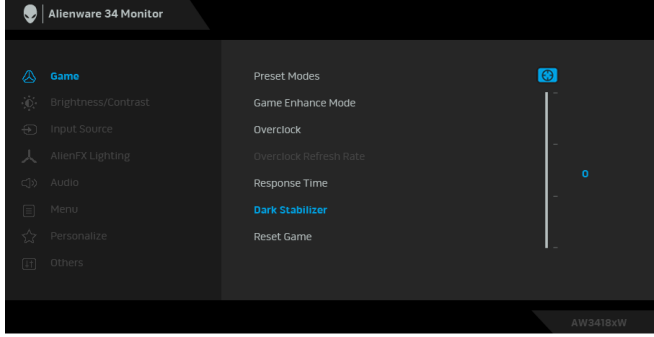 Alienware 34 Monitor
Game
Brightness/Contrast
Input Source
AlienFX Lighting
Audio
Menu
Personalize
Others
Preset Modes
Game Enhance Mode
Overclock
Overclock Refresh Rate
Response Time
Dark Stabilizer
Reset Game
0
AW3418xW